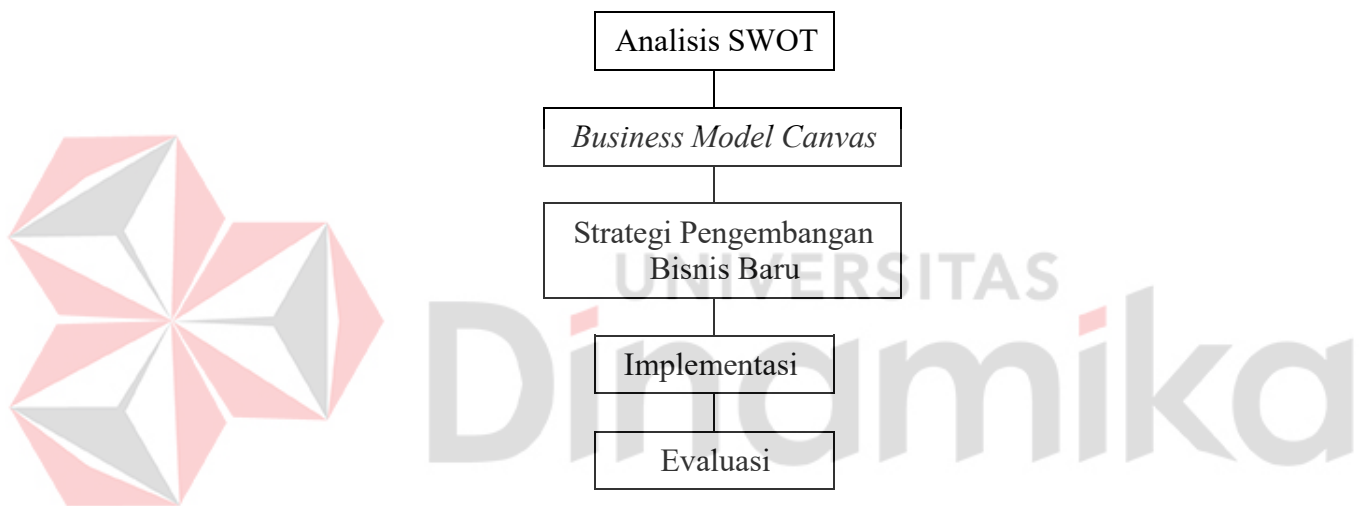 Analisis SWOT
Business Model Canvas
Strategi Pengembangan
Bisnis Baru
UNIVERSITAS
Dinamika
Implementasi
Evaluasi